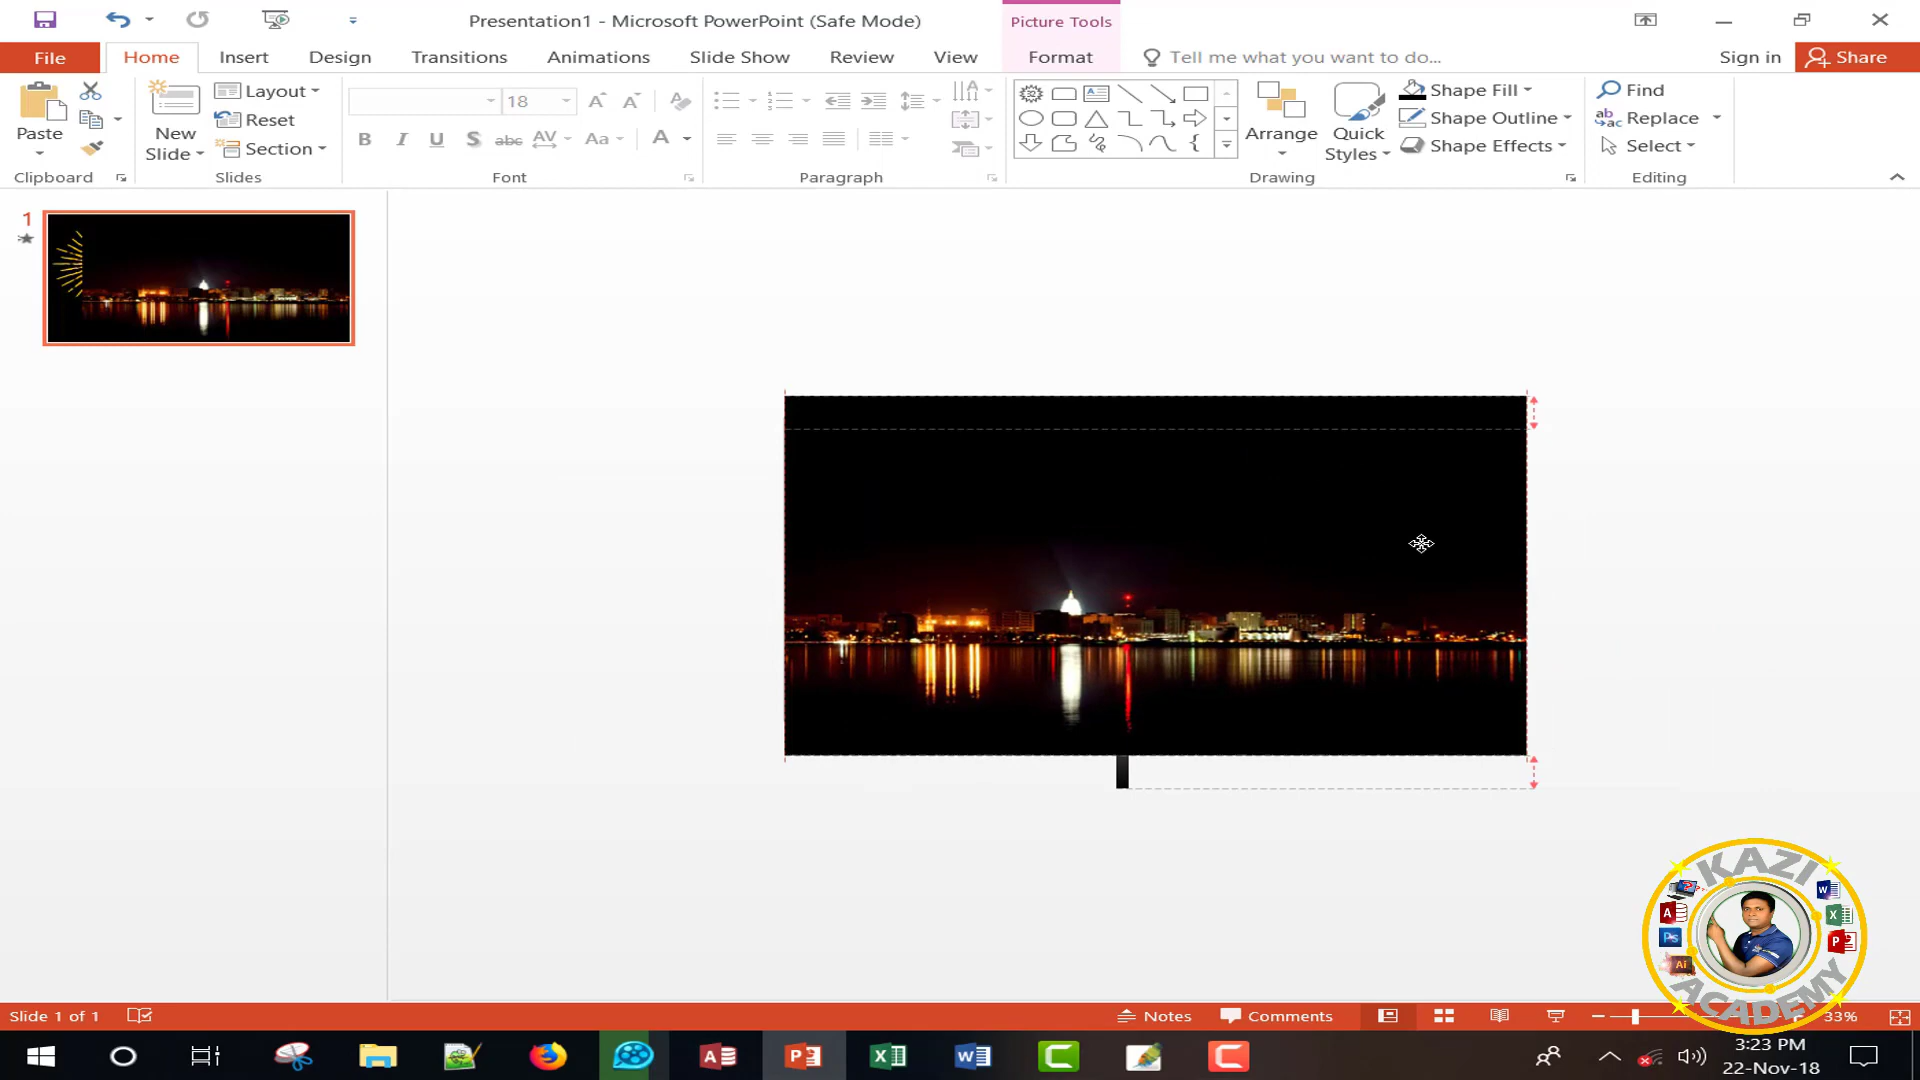 Presentation1 - Microsoft PowerPoint (Safe Mode)
Picture Tools
File
Home
Insert
Design
Transitions
Animations
Slide Show
Review
View
Format
Tell me what you want to do...
Sign in
Share
Paste
New
Slide
Layout
Reset
Section
18
B I U S abc AV Aa A
Arrange
Quick
Styles
Shape Fill
Shape Outline
Shape Effects
Find
Replace
Select
Clipboard
Slides
Font
Paragraph
Drawing
Editing
1
KAZI
ACADEMY
Slide 1 of 1
Notes
Comments
33%
3:23 PM
22-Nov-18